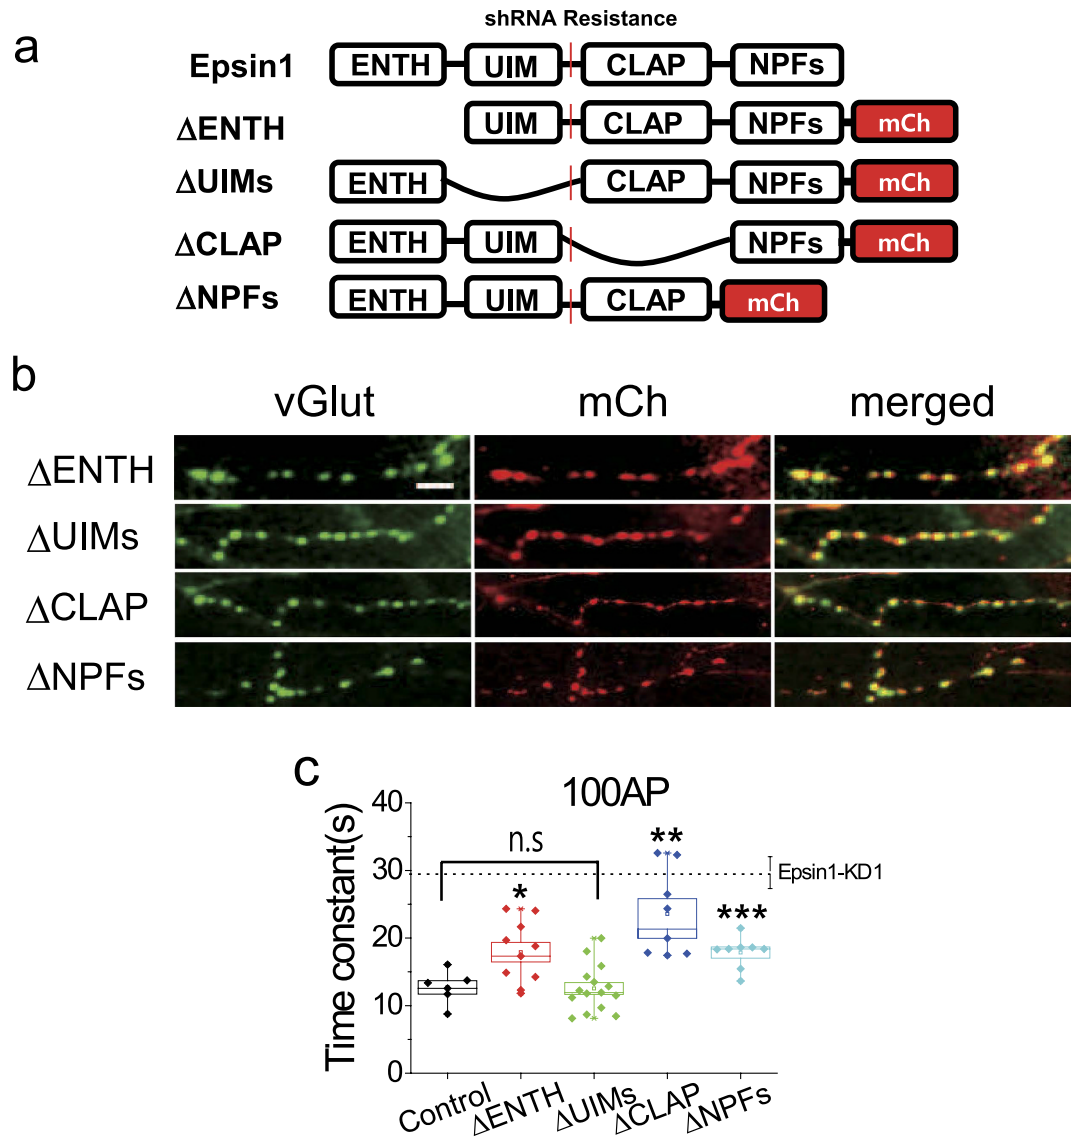 shRNA Resistance
a
Epsin1 ENTH UIM CLAP NPFs
ΔENTH UIM CLAP NPFs mCh
ΔUIMs ENTH CLAP NPFs mCh
ΔCLAP ENTH UIM NPFs mCh
ΔNPFs ENTH UIM CLAP mCh
b
vGlut mCh merged
ΔENTH
ΔUIMs
ΔCLAP
ΔNPFs
c
100AP
Time constant(s)
40
30
20
10
0
n.s
*
**
***
Epsin1-KD1
Control ΔENTH ΔUIMs ΔCLAP ΔNPFs